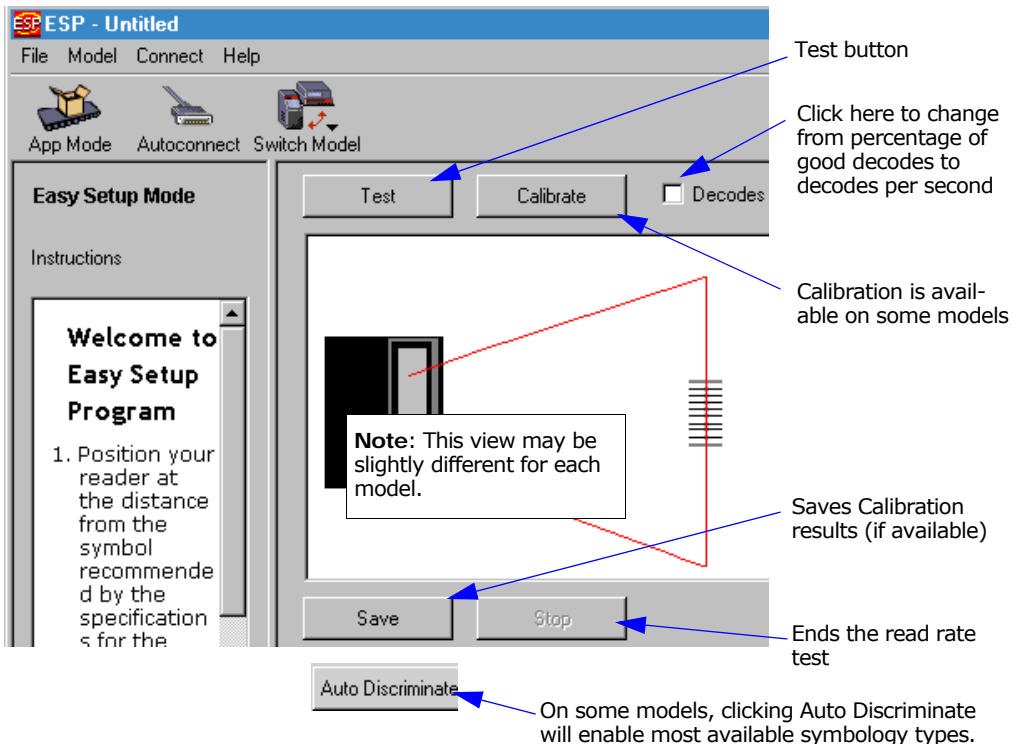 ESP ESP - Untitled
File Model Connect Help
App Mode Autoconnect Switch Model
Easy Setup Mode
Instructions
Welcome to
Easy Setup
Program
1. Position your
reader at
the distance
from the
symbol
recommende
d by the
specification
s for the
Test Calibrate Decodes
Note: This view may be
slightly different for each
model.
Save Stop
Auto Discriminate
Test button
Click here to change
from percentage of
good decodes to
decodes per second
Calibration is avail-
able on some models
Saves Calibration
results (if available)
Ends the read rate
test
On some models, clicking Auto Discriminate
will enable most available symbology types.